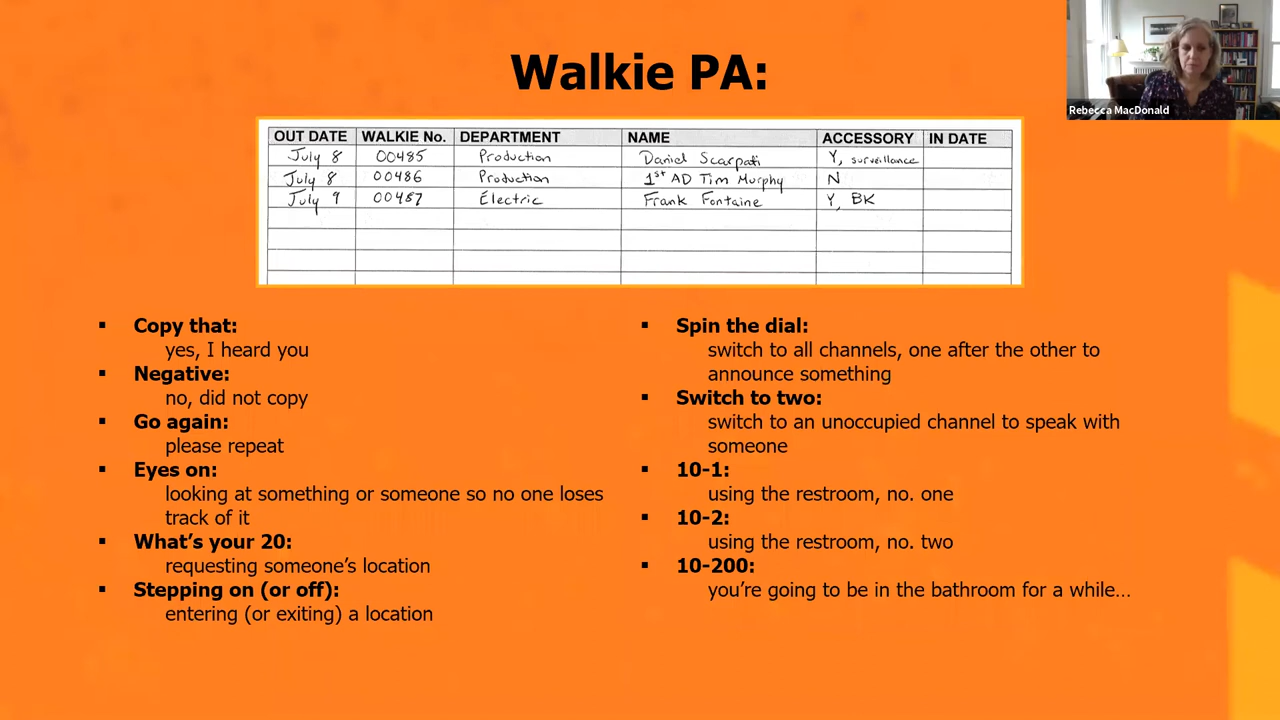 Walkie PA:
Rebecca MacDonald
OUT DATE WALKIE No. DEPARTMENT NAME ACCESSORY IN DATE
July 8 00485 Production Daniel Scarpati Y, surveillance
July 8 00486 Production 1st AD Tim Murphy N
July 9 00487 Electric Frank Fontaine Y, BK
▪ Copy that:
yes, I heard you
▪ Negative:
no, did not copy
▪ Go again:
please repeat
▪ Eyes on:
looking at something or someone so no one loses
track of it
▪ What’s your 20:
requesting someone’s location
▪ Stepping on (or off):
entering (or exiting) a location
▪ Spin the dial:
switch to all channels, one after the other to
announce something
▪ Switch to two:
switch to an unoccupied channel to speak with
someone
▪ 10-1:
using the restroom, no. one
▪ 10-2:
using the restroom, no. two
▪ 10-200:
you’re going to be in the bathroom for a while…